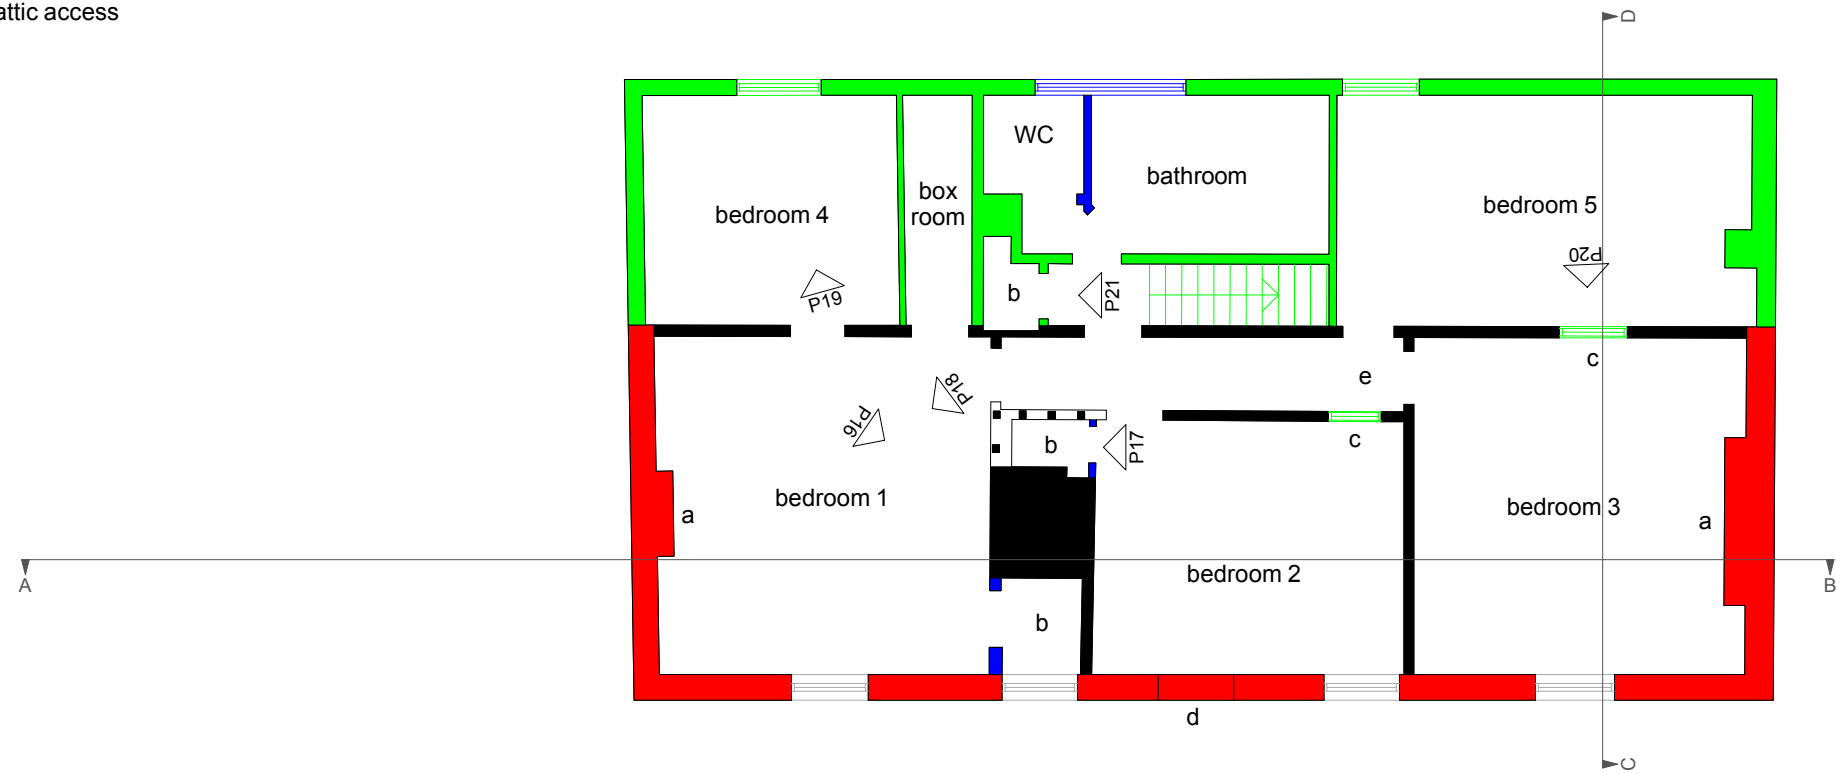 attic access
D
WC
bathroom
box
room
bedroom 4
bedroom 5
P20
P19
b
P21
c
e
P18
P16
b
P17
c
bedroom 1
bedroom 3
a
a
bedroom 2
A
B
b
d
C